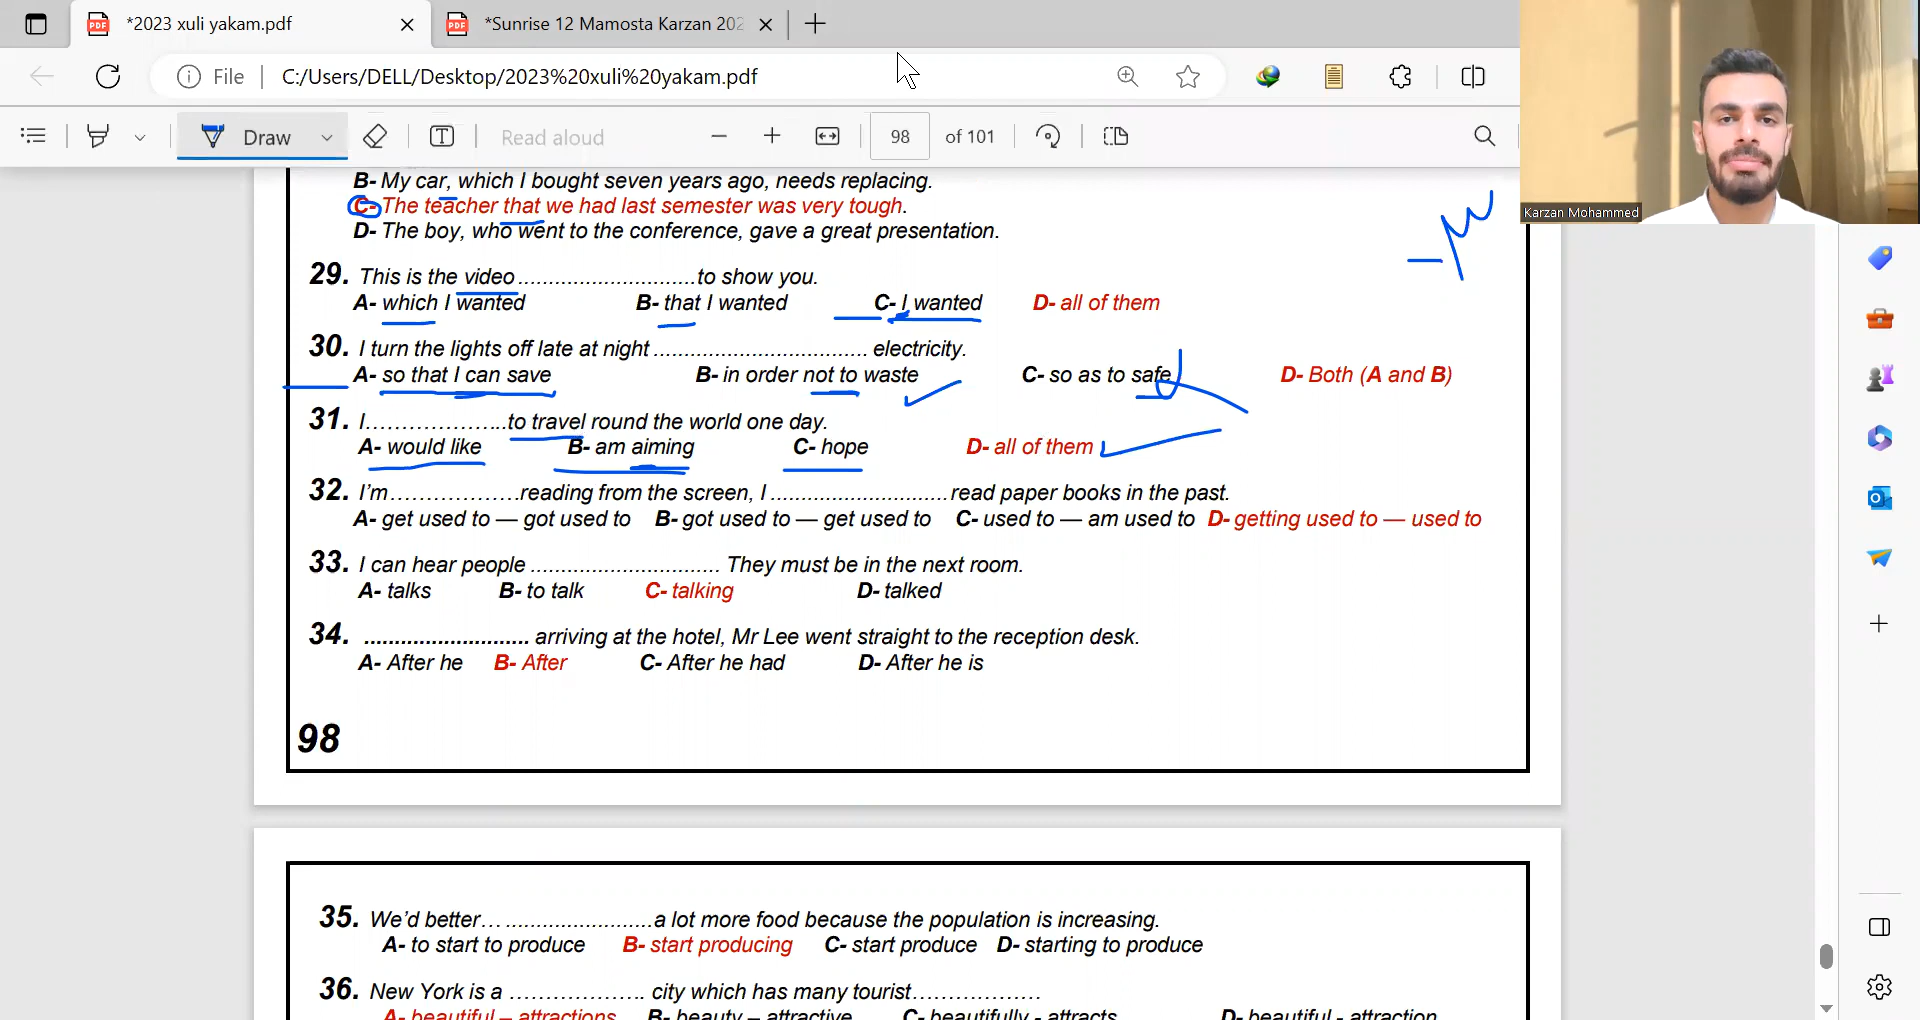 *2023 xuli yakam.pdf
*Sunrise 12 Mamosta Karzan 202
File
C:/Users/DELL/Desktop/2023%20xuli%20yakam.pdf
Draw
Read aloud
98 of 101
Karzan Mohammed
B- My car, which I bought seven years ago, needs replacing.
C- The teacher that we had last semester was very tough.
D- The boy, who went to the conference, gave a great presentation.
29. This is the video..............................to show you.
A- which I wanted B- that I wanted C- I wanted D- all of them
30. I turn the lights off late at night.................................... electricity.
A- so that I can save B- in order not to waste C- so as to safe D- Both (A and B)
31. I…………………..to travel round the world one day.
A- would like B- am aiming C- hope D- all of them
32. I'm………………reading from the screen, I .............................read paper books in the past.
A- get used to — got used to B- got used to — get used to C- used to — am used to D- getting used to — used to
33. I can hear people ................................ They must be in the next room.
A- talks B- to talk C- talking D- talked
34. ........................... arriving at the hotel, Mr Lee went straight to the reception desk.
A- After he B- After C- After he had D- After he is
98
35. We'd better… ........................a lot more food because the population is increasing.
A- to start to produce B- start producing C- start produce D- starting to produce
36. New York is a ……………….. city which has many tourist………………
A- beautiful – attractions B- beauty – attractive C- beautifully - attracts D- beautiful - attraction